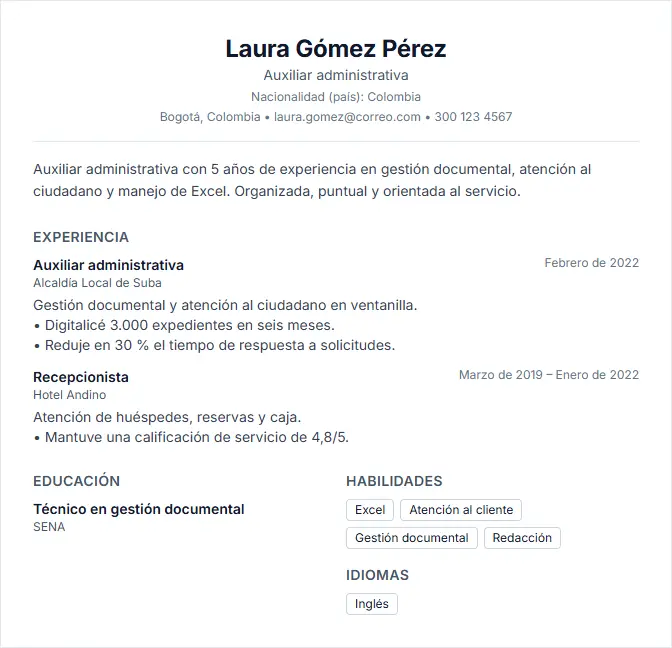 Laura Gómez Pérez
Auxiliar administrativa
Nacionalidad (país): Colombia
Bogotá, Colombia • laura.gomez@correo.com • 300 123 4567
Auxiliar administrativa con 5 años de experiencia en gestión documental, atención al
ciudadano y manejo de Excel. Organizada, puntual y orientada al servicio.
EXPERIENCIA
Auxiliar administrativa
Febrero de 2022
Alcaldía Local de Suba
Gestión documental y atención al ciudadano en ventanilla.
• Digitalicé 3.000 expedientes en seis meses.
• Reduje en 30 % el tiempo de respuesta a solicitudes.
Recepcionista
Marzo de 2019 – Enero de 2022
Hotel Andino
Atención de huéspedes, reservas y caja.
• Mantuve una calificación de servicio de 4,8/5.
EDUCACIÓN
Técnico en gestión documental
SENA
HABILIDADES
Excel
Atención al cliente
Gestión documental
Redacción
IDIOMAS
Inglés